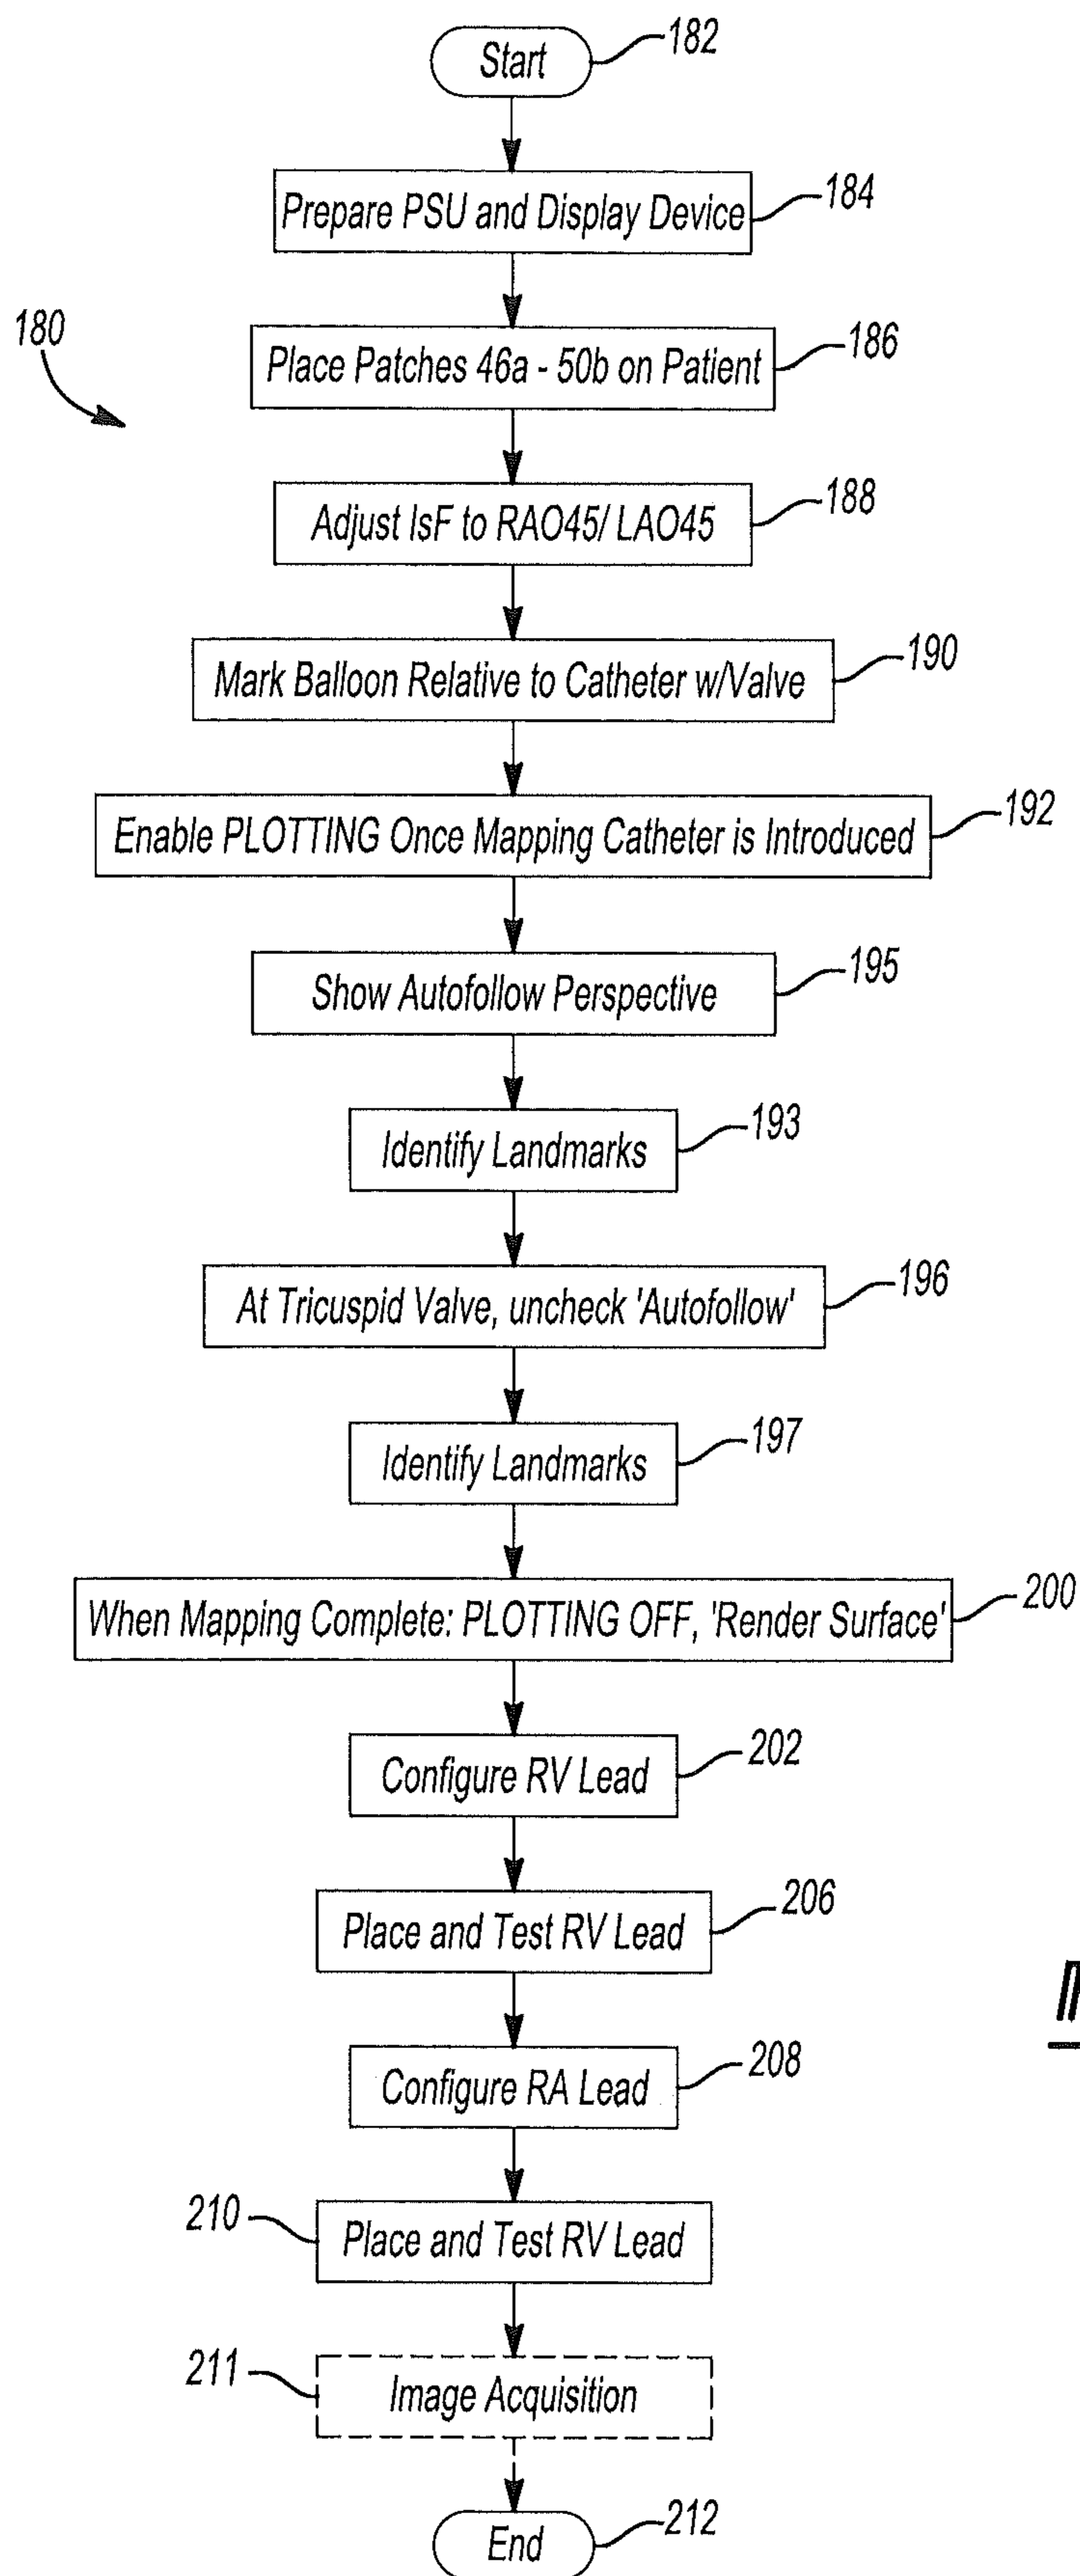 Start
182
Prepare PSU and Display Device
184
180
Place Patches 46a - 50b on Patient
186
Adjust IsF to RAO45/ LAO45
188
Mark Balloon Relative to Catheter w/Valve
190
Enable PLOTTING Once Mapping Catheter is Introduced
192
Show Autofollow Perspective
195
Identify Landmarks
193
At Tricuspid Valve, uncheck 'Autofollow'
196
Identify Landmarks
197
When Mapping Complete: PLOTTING OFF, 'Render Surface'
200
Configure RV Lead
202
Place and Test RV Lead
206
Configure RA Lead
208
210
Place and Test RV Lead
211
Image Acquisition
End
212